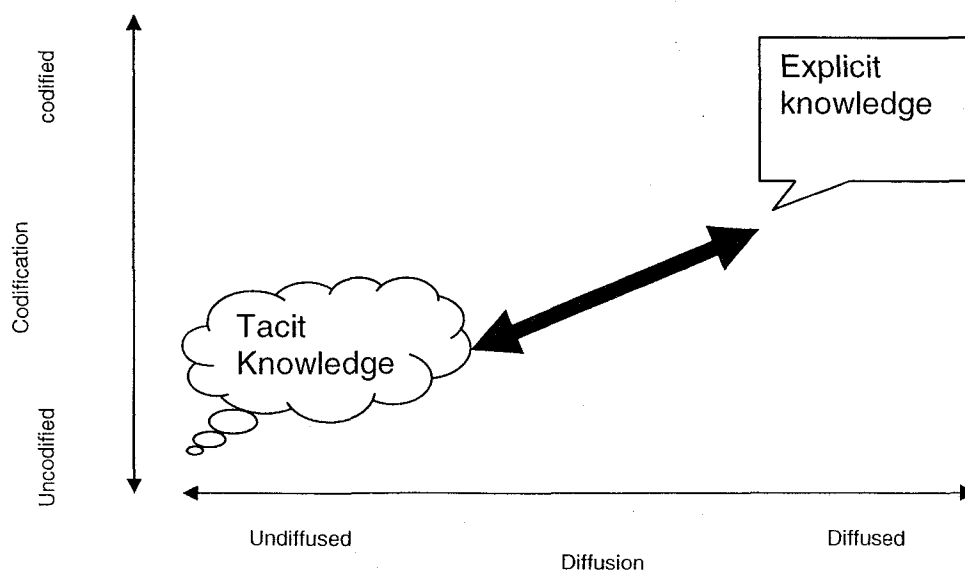 codified
Explicit
knowledge
Codification
Tacit
Knowledge
Uncodified
Undiffused
Diffused
Diffusion